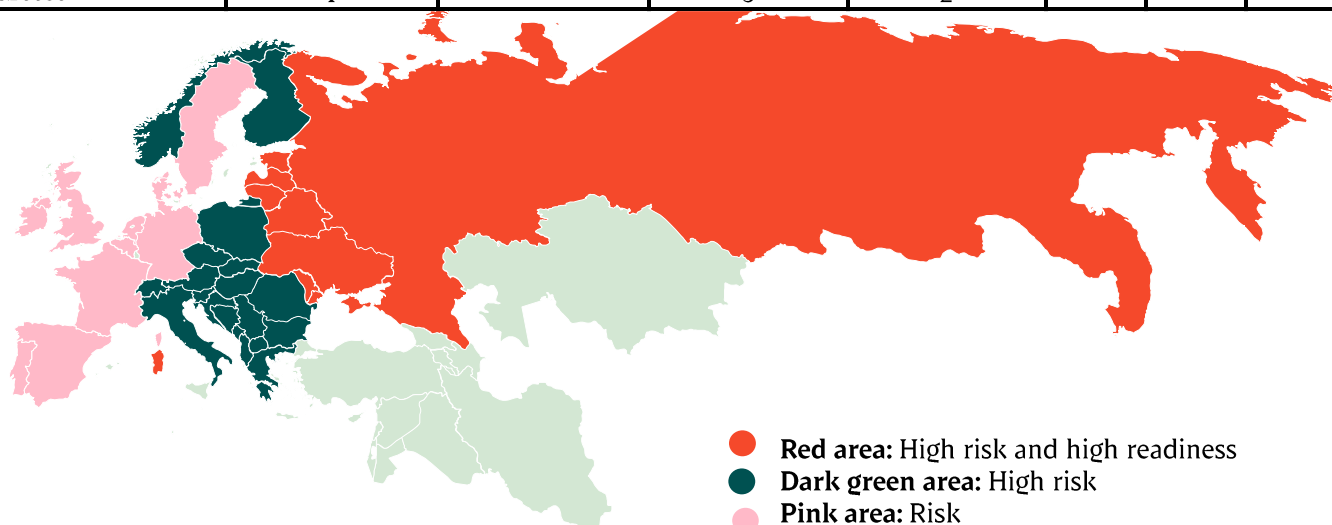 Red area: High risk and high readiness
Dark green area: High risk
Pink area: Risk